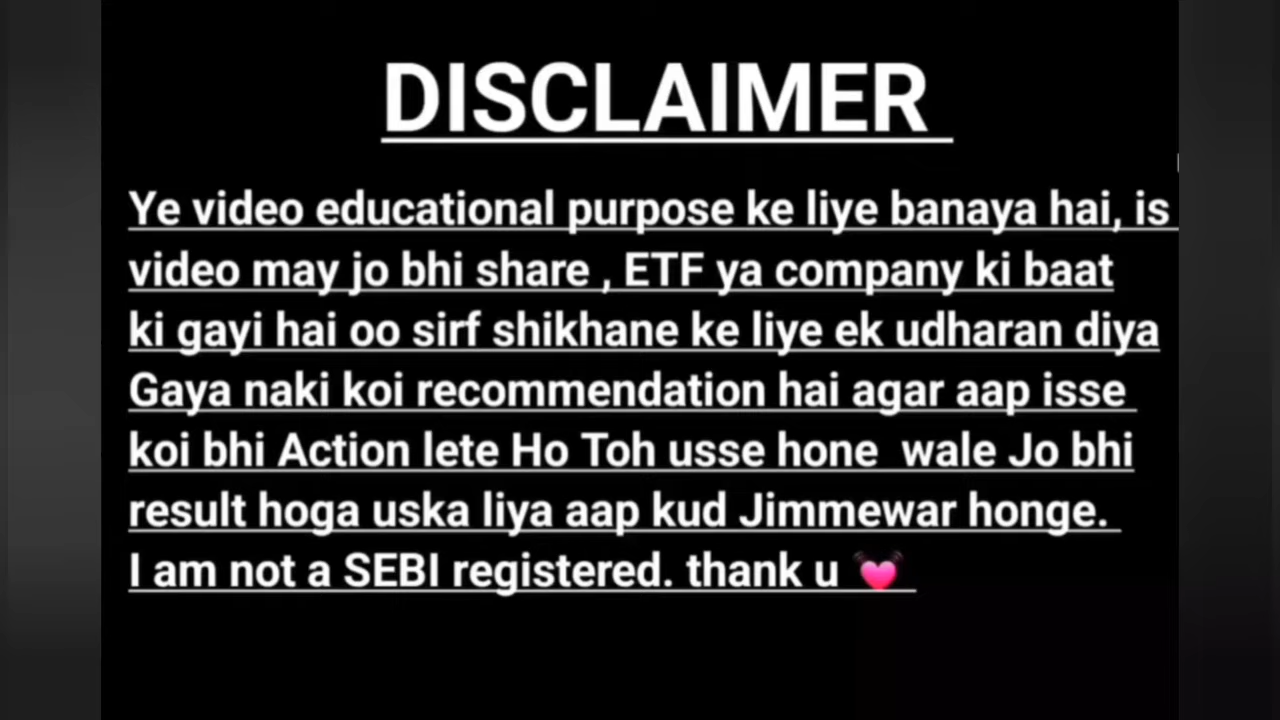 DISCLAIMER
Ye video educational purpose ke liye banaya hai, is
video may jo bhi share , ETF ya company ki baat
ki gayi hai oo sirf shikhane ke liye ek udharan diya
Gaya naki koi recommendation hai agar aap isse
koi bhi Action lete Ho Toh usse hone  wale Jo bhi
result hoga uska liya aap kud Jimmewar honge.
I am not a SEBI registered. thank u 💓